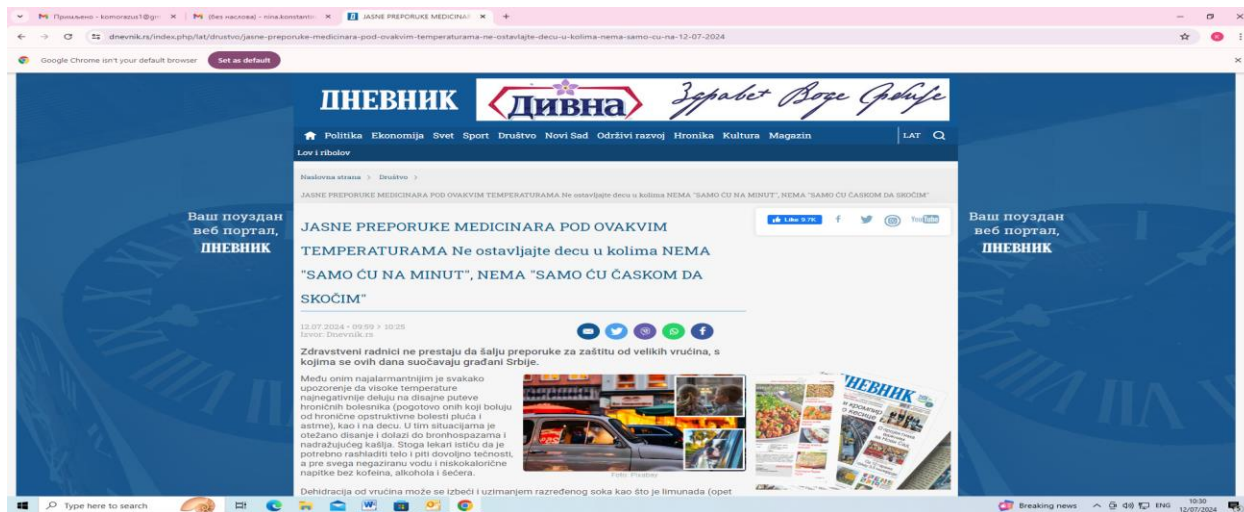 Примљено - komorazus1@gm
(Без наслова) - nina.konstantin
JASNE PREPORUKE MEDICINAR
dnevnik.rs/index.php/lat/drustvo/jasne-preporuke-medicinara-pod-ovakvim-temperaturama-ne-ostavljajte-decu-u-kolima-nema-samo-cu-na-12-07-2024
Google Chrome isn't your default browser Set as default
ДНЕВНИК Дивна
Politika Ekonomija Svet Sport Društvo Novi Sad Održivi razvoj Hronika Kultura Magazin LAT
Lov i ribolov
Naslovna strana > Društvo >
JASNE PREPORUKE MEDICINARA POD OVAKVIM TEMPERATURAMA Ne ostavljajte decu u kolima NEMA "SAMO ĆU NA MINUT", NEMA "SAMO ĆU ČASKOM DA SKOČIM"
Like 9.7K YouTube
JASNE PREPORUKE MEDICINARA POD OVAKVIM
TEMPERATURAMA Ne ostavljajte decu u kolima NEMA
"SAMO ĆU NA MINUT", NEMA "SAMO ĆU ČASKOM DA
SKOČIM"
12.07.2024 • 09:59 > 10:25
Izvor: Dnevnik.rs
Zdravstveni radnici ne prestaju da šalju preporuke za zaštitu od velikih vrućina, s
kojima se ovih dana suočavaju građani Srbije.
Među onim najalarmantnijim je svakako
upozorenje da visoke temperature
najnegativnije deluju na disajne puteve
hroničnih bolesnika (pogotovo onih koji boluju
od hronične opstruktivne bolesti pluća i
astme), kao i na decu. U tim situacijama je
otežano disanje i dolazi do bronhospazama i
nadražujućeg kašlja. Stoga lekari ističu da je
potrebno rashladiti telo i piti dovoljno tečnosti,
a pre svega negaziranu vodu i niskokalorične
napitke bez kofeina, alkohola i šećera.
Foto: Pixabay
Dehidracija od vrućina može se izbeći i uzimanjem razređenog soka kao što je limunada (opet
Ваш поуздан
веб портал,
ДНЕВНИК
Ваш поуздан
веб портал,
ДНЕВНИК
ДНЕВНИК
Type here to search
Breaking news
ENG
10:30
12/07/2024